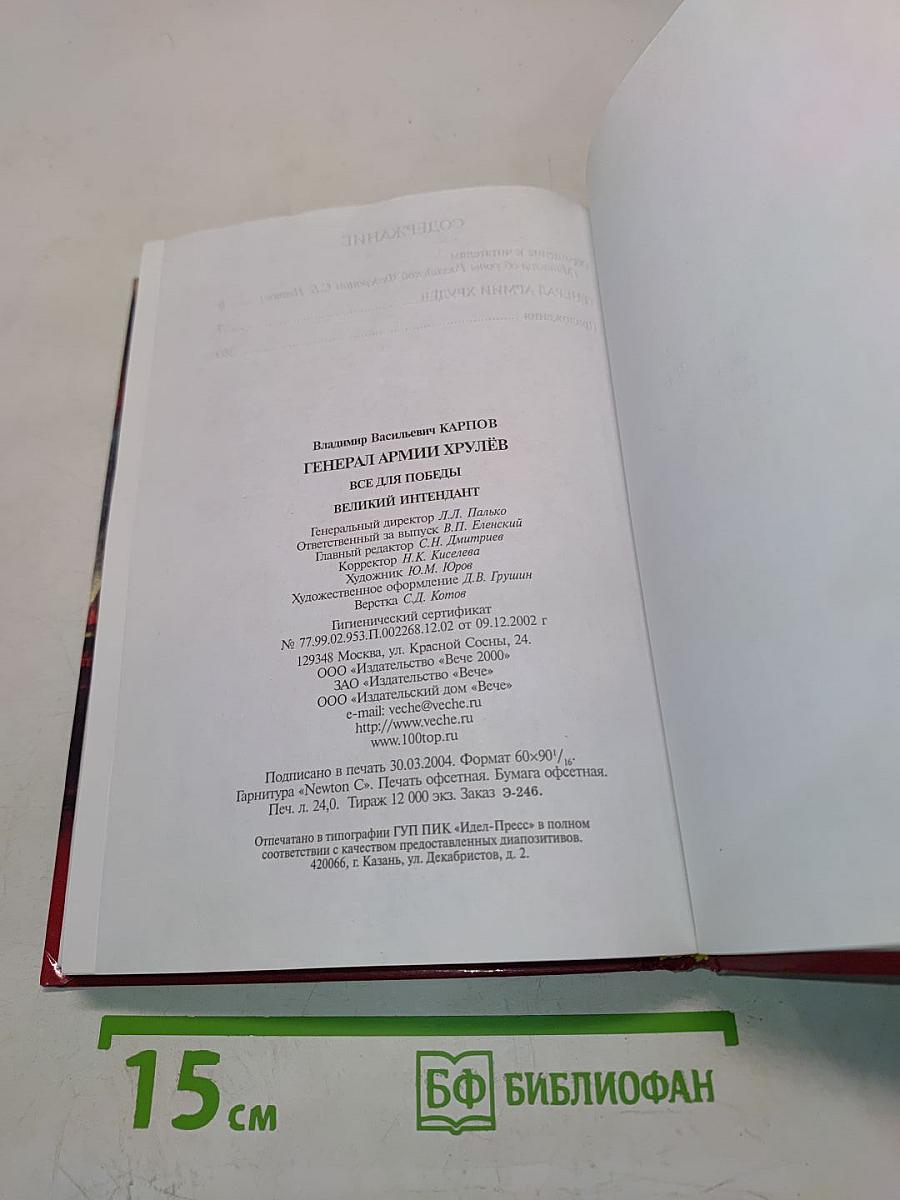 СОДЕРЖАНИЕ
ГЕНЕРАЛ АРМИИ ХРУЛЁВ
Приложения
Владимир Васильевич КАРПОВ
ГЕНЕРАЛ АРМИИ ХРУЛЁВ
ВСЕ ДЛЯ ПОБЕДЫ
ВЕЛИКИЙ ИНТЕНДАНТ
Генеральный директор Л.Л. Палько
Ответственный за выпуск В.П. Еленский
Главный редактор С.Н. Дмитриев
Корректор Н.К. Киселева
Художник Ю.М. Юров
Художественное оформление Д.В. Грушин
Верстка С.Д. Котов
Гигиенический сертификат
№ 77.99.02.953.П.002268.12.02 от 09.12.2002 г
129348 Москва, ул. Красной Сосны, 24.
ООО «Издательство «Вече 2000»
ЗАО «Издательство «Вече»
ООО «Издательский дом «Вече»
e-mail: veche@veche.ru
http://www.veche.ru
www.100top.ru
Подписано в печать 30.03.2004. Формат 60×90¹/₁₆.
Гарнитура «Newton C». Печать офсетная. Бумага офсетная.
Печ. л. 24,0. Тираж 12 000 экз. Заказ Э-246.
Отпечатано в типографии ГУП ПИК «Идел-Пресс» в полном
соответствии с качеством предоставленных диапозитивов.
420066, г. Казань, ул. Декабристов, д. 2.
15 см
БФ БИБЛИОФАН